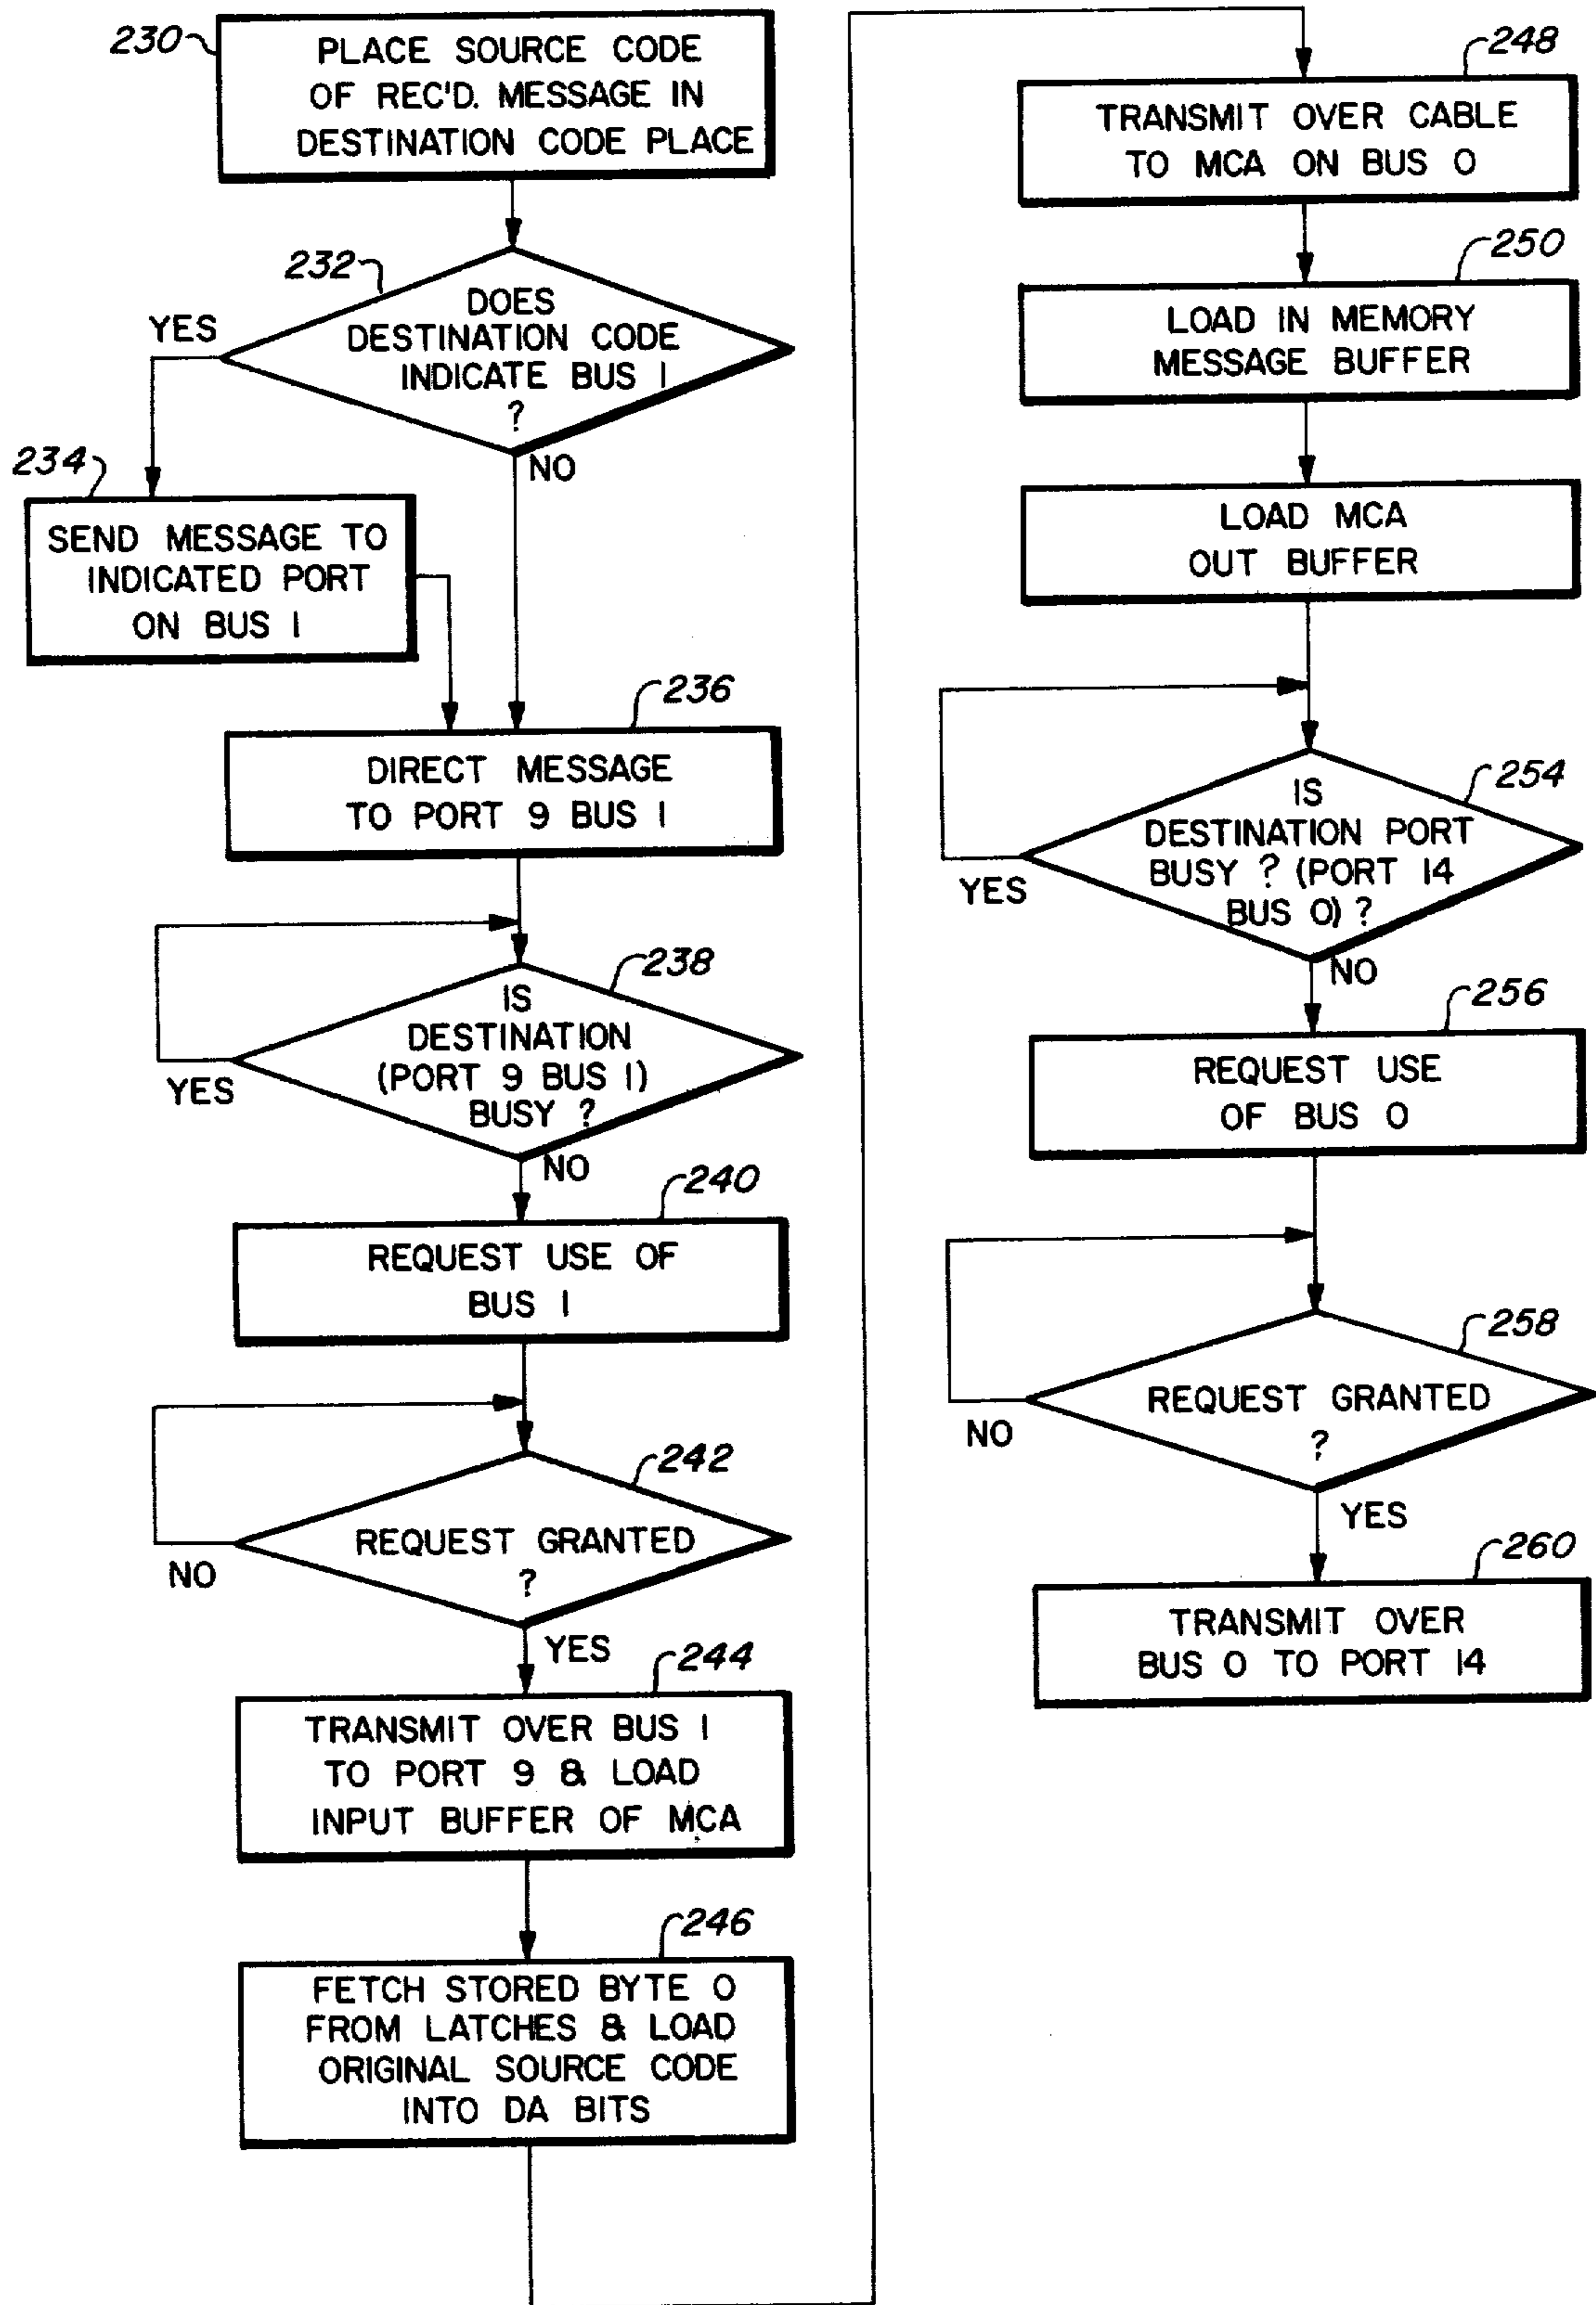 230
PLACE SOURCE CODE
OF REC'D. MESSAGE IN
DESTINATION CODE PLACE
232
DOES
DESTINATION CODE
INDICATE BUS 1
?
YES
NO
234
SEND MESSAGE TO
INDICATED PORT
ON BUS 1
236
DIRECT MESSAGE
TO PORT 9 BUS 1
238
IS
DESTINATION
(PORT 9 BUS 1)
BUSY ?
YES
NO
240
REQUEST USE OF
BUS 1
242
REQUEST GRANTED
?
NO
YES
244
TRANSMIT OVER BUS 1
TO PORT 9 & LOAD
INPUT BUFFER OF MCA
246
FETCH STORED BYTE 0
FROM LATCHES & LOAD
ORIGINAL SOURCE CODE
INTO DA BITS
248
TRANSMIT OVER CABLE
TO MCA ON BUS 0
250
LOAD IN MEMORY
MESSAGE BUFFER
LOAD MCA
OUT BUFFER
254
IS
DESTINATION PORT
BUSY ? (PORT 14
BUS 0) ?
YES
NO
256
REQUEST USE
OF BUS 0
258
REQUEST GRANTED
?
NO
YES
260
TRANSMIT OVER
BUS 0 TO PORT 14